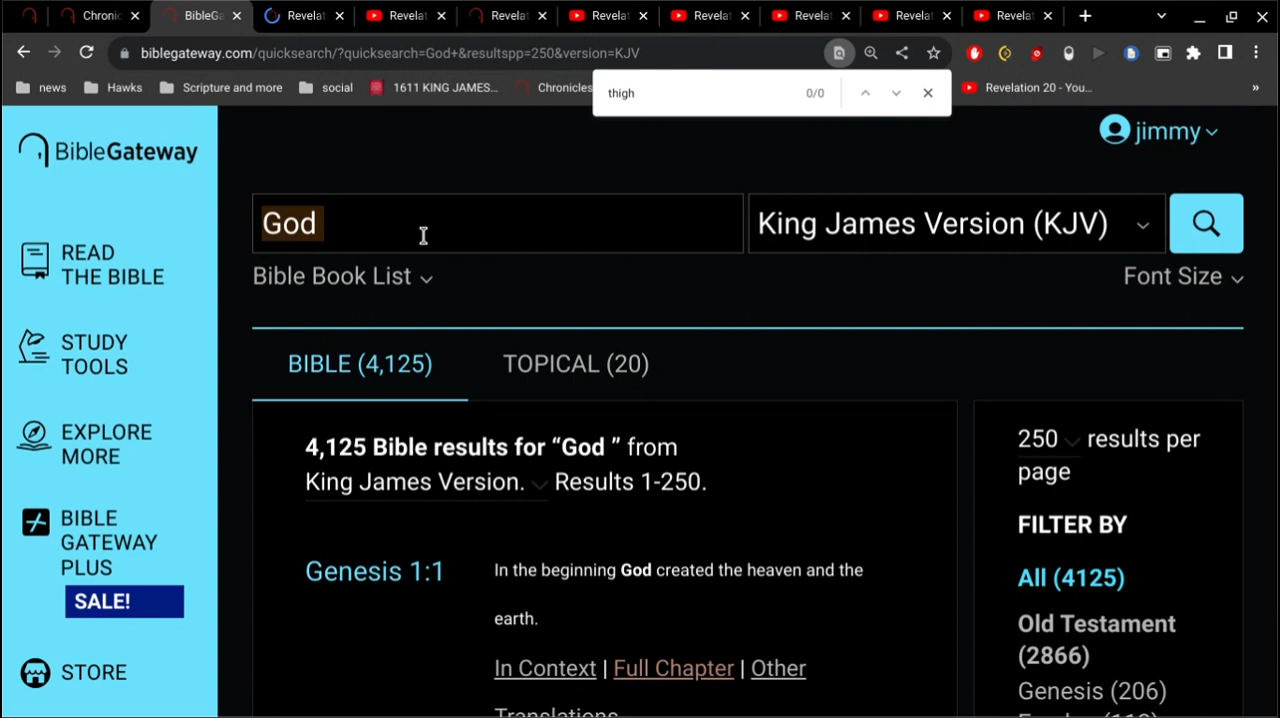 Chronic
BibleGa
Revelat
Revelat
Revelat
Revelat
Revelat
Revelat
Revelat
Revelat
biblegateway.com/quicksearch/?quicksearch=God+&resultspp=250&version=KJV
news
Hawks
Scripture and more
social
1611 KING JAMES...
Chronicles
Revelation 20 - You...
»
thigh
0/0
BibleGateway
jimmy
God
King James Version (KJV)
Bible Book List
Font Size
READ
THE BIBLE
STUDY
TOOLS
EXPLORE
MORE
BIBLE
GATEWAY
PLUS
SALE!
STORE
BIBLE (4,125)
TOPICAL (20)
4,125 Bible results for “God ” from
King James Version. Results 1-250.
Genesis 1:1
In the beginning God created the heaven and the
earth.
In Context | Full Chapter | Other
Translations
250 results per
page
FILTER BY
All (4125)
Old Testament
(2866)
Genesis (206)